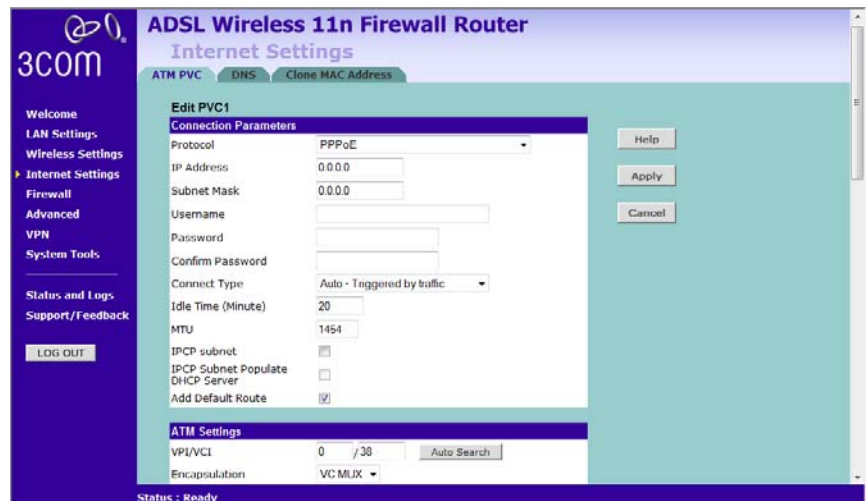 3COM
ADSL Wireless 11n Firewall Router
Internet Settings
ATM PVC DNS Clone MAC Address
Welcome
LAN Settings
Wireless Settings
Internet Settings
Firewall
Advanced
VPN
System Tools
Status and Logs
Support/Feedback
LOG OUT
Edit PVC1
Connection Parameters
Protocol PPPoE
IP Address 0.0.0.0
Subnet Mask 0.0.0.0
Username
Password
Confirm Password
Connect Type Auto - Triggered by traffic
Idle Time (Minute) 20
MTU 1454
IPCP subnet
IPCP Subnet Populate
DHCP Server
Add Default Route
ATM Settings
VPI/VCI 0 / 38 Auto Search
Encapsulation VC MUX
Help
Apply
Cancel
Status : Ready